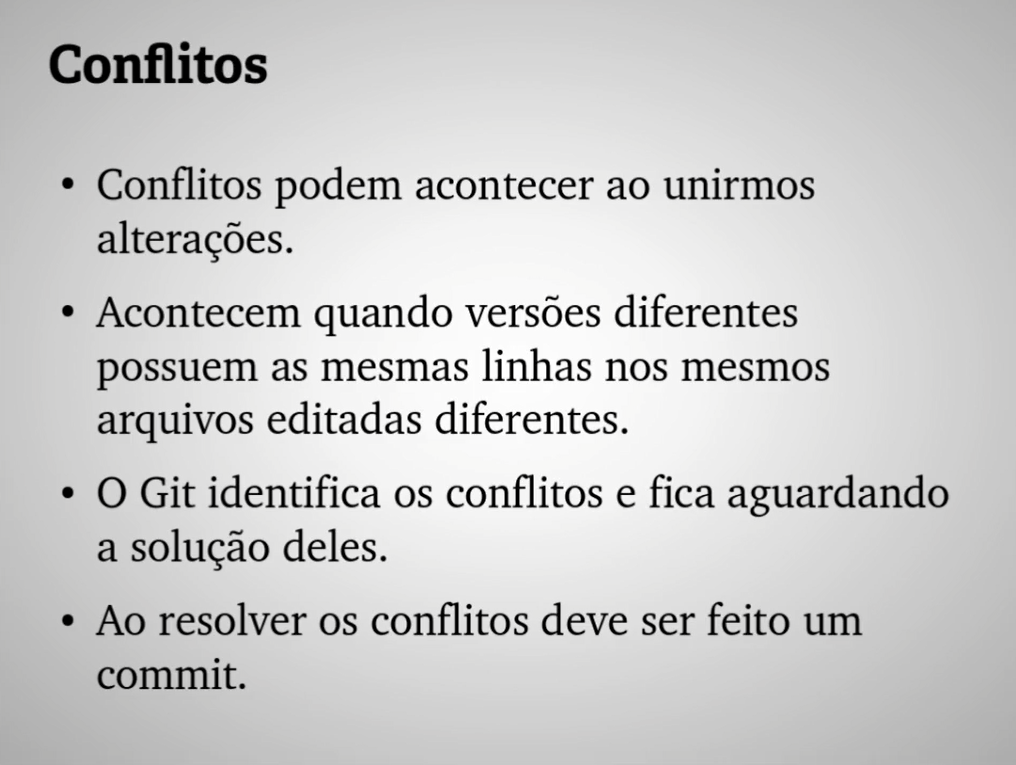 Conflitos
• Conflitos podem acontecer ao unirmos
alterações.
• Acontecem quando versões diferentes
possuem as mesmas linhas nos mesmos
arquivos editadas diferentes.
• O Git identifica os conflitos e fica aguardando
a solução deles.
• Ao resolver os conflitos deve ser feito um
commit.